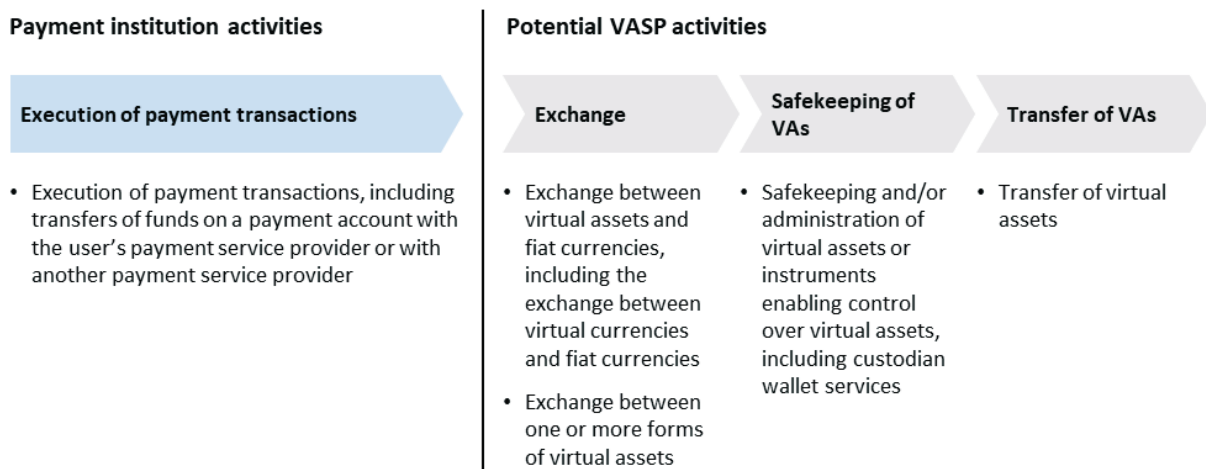 Payment institution activities
Execution of payment transactions
• Execution of payment transactions, including
transfers of funds on a payment account with
the user's payment service provider or with
another payment service provider
Potential VASP activities
Exchange
• Exchange between
virtual assets and
fiat currencies,
including the
exchange between
virtual currencies
and fiat currencies
• Exchange between
one or more forms
of virtual assets
Safekeeping of
VAs
• Safekeeping and/or
administration of
virtual assets or
instruments
enabling control
over virtual assets,
including custodian
wallet services
Transfer of VAs
• Transfer of virtual
assets